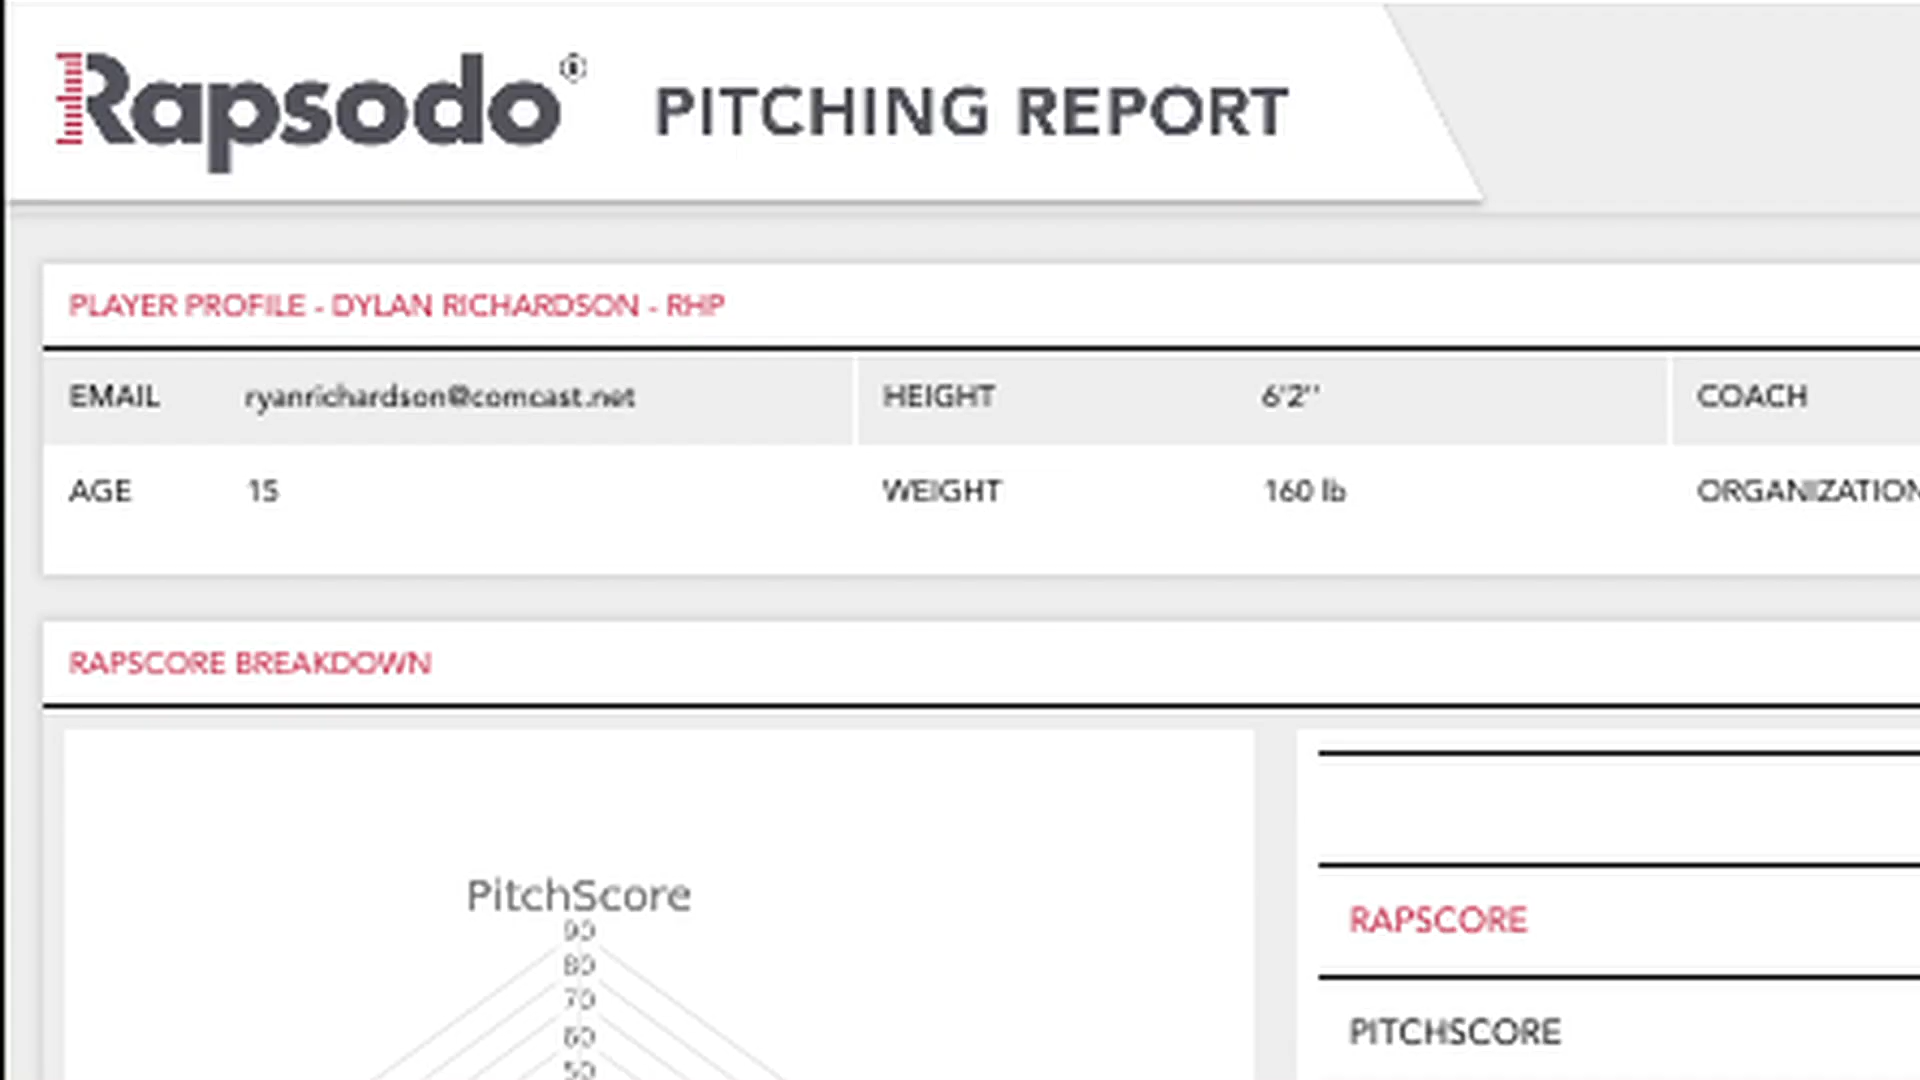 Rapsodo® PITCHING REPORT
PLAYER PROFILE - DYLAN RICHARDSON - RHP
EMAIL ryanrichardson@comcast.net HEIGHT 6'2'' COACH
AGE 15 WEIGHT 160 lb ORGANIZATION
RAPSCORE BREAKDOWN
PitchScore
90
80
70
60
50
RAPSCORE
PITCHSCORE